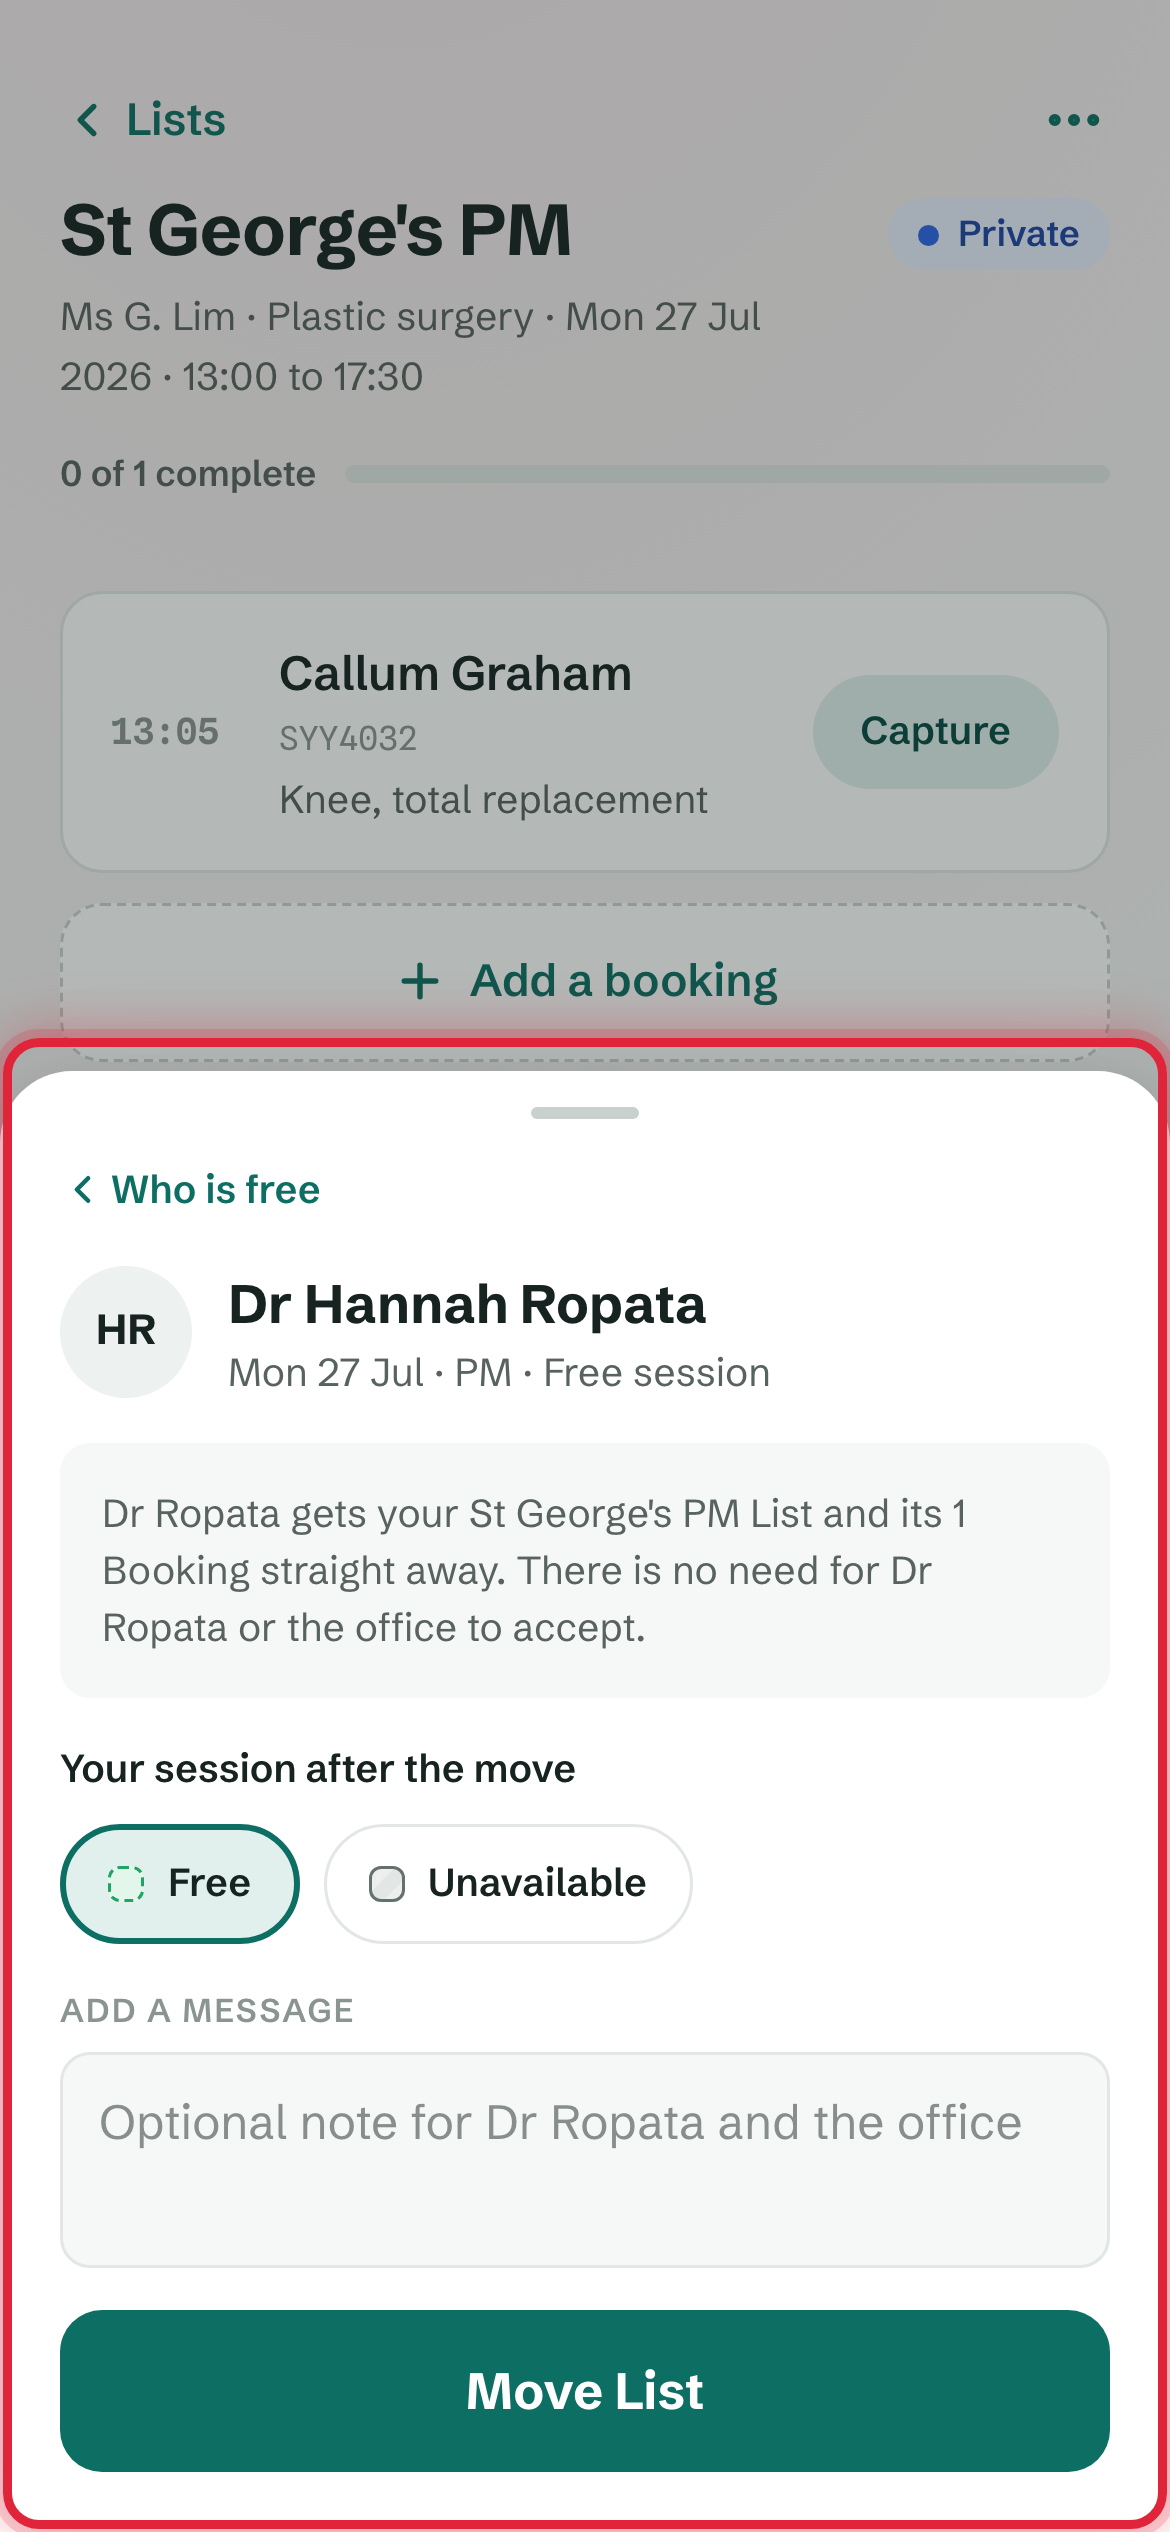 Lists
St George's PM
Private
Ms G. Lim · Plastic surgery · Mon 27 Jul
2026 · 13:00 to 17:30
0 of 1 complete
Callum Graham
13:05
SYY4032
Capture
Knee, total replacement
Add a booking
Who is free
HR
Dr Hannah Ropata
Mon 27 Jul · PM · Free session
Dr Ropata gets your St George's PM List and its 1
Booking straight away. There is no need for Dr
Ropata or the office to accept.
Your session after the move
Free
Unavailable
ADD A MESSAGE
Optional note for Dr Ropata and the office
Move List